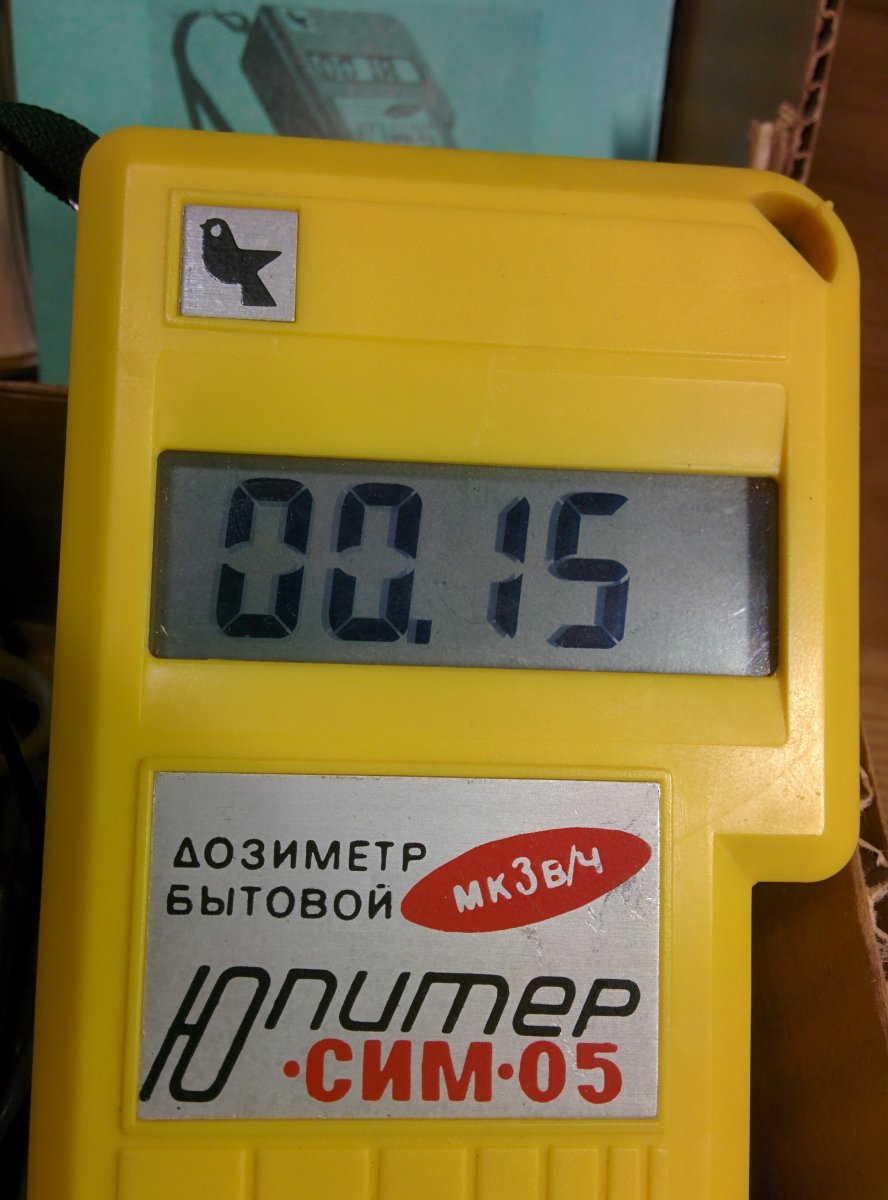 00.15
ДОЗИМЕТР
БЫТОВОЙ
мкЗв/ч
Юпитер
·СИМ·05